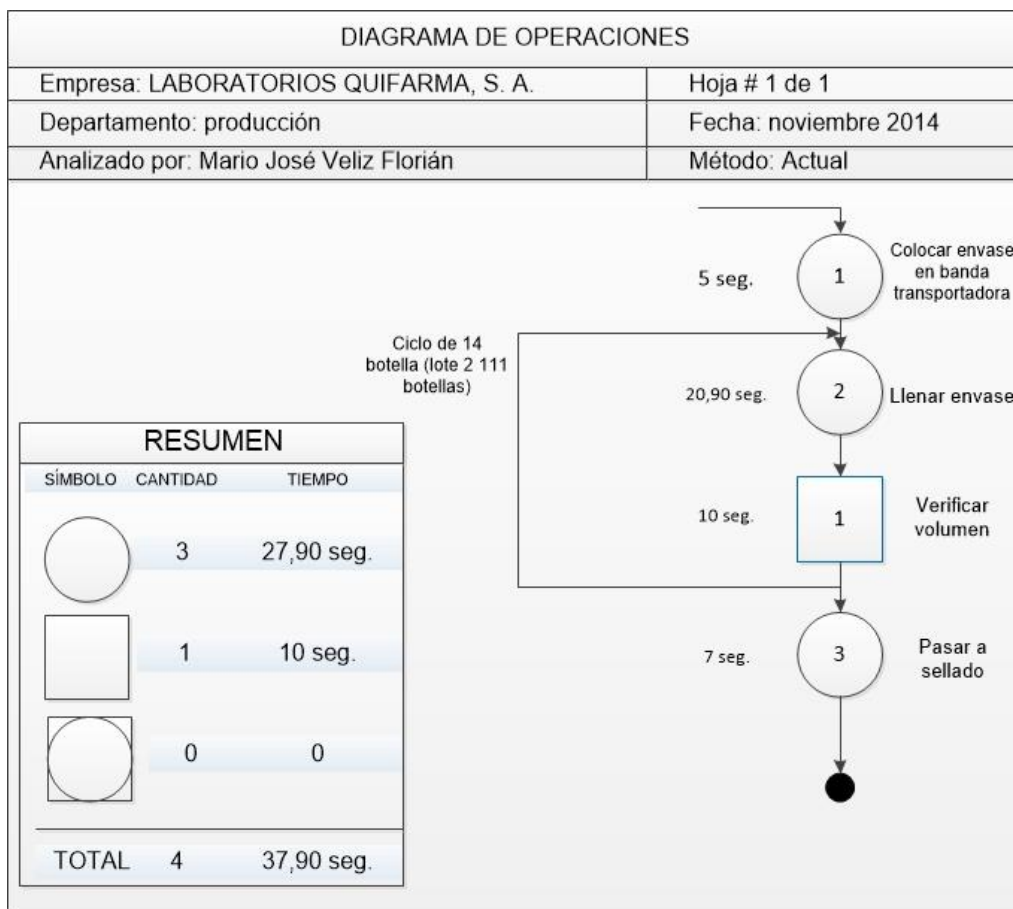 DIAGRAMA DE OPERACIONES
Empresa: LABORATORIOS QUIFARMA, S. A.
Hoja # 1 de 1
Departamento: producción
Fecha: noviembre 2014
Analizado por: Mario José Veliz Florián
Método: Actual
5 seg.
1
Colocar envase
en banda
transportadora
Ciclo de 14
botella (lote 2 111
botellas)
20,90 seg.
2
Llenar envase
10 seg.
1
Verificar
volumen
7 seg.
3
Pasar a
sellado
RESUMEN
SÍMBOLO CANTIDAD TIEMPO
3 27,90 seg.
1 10 seg.
0 0
TOTAL 4 37,90 seg.